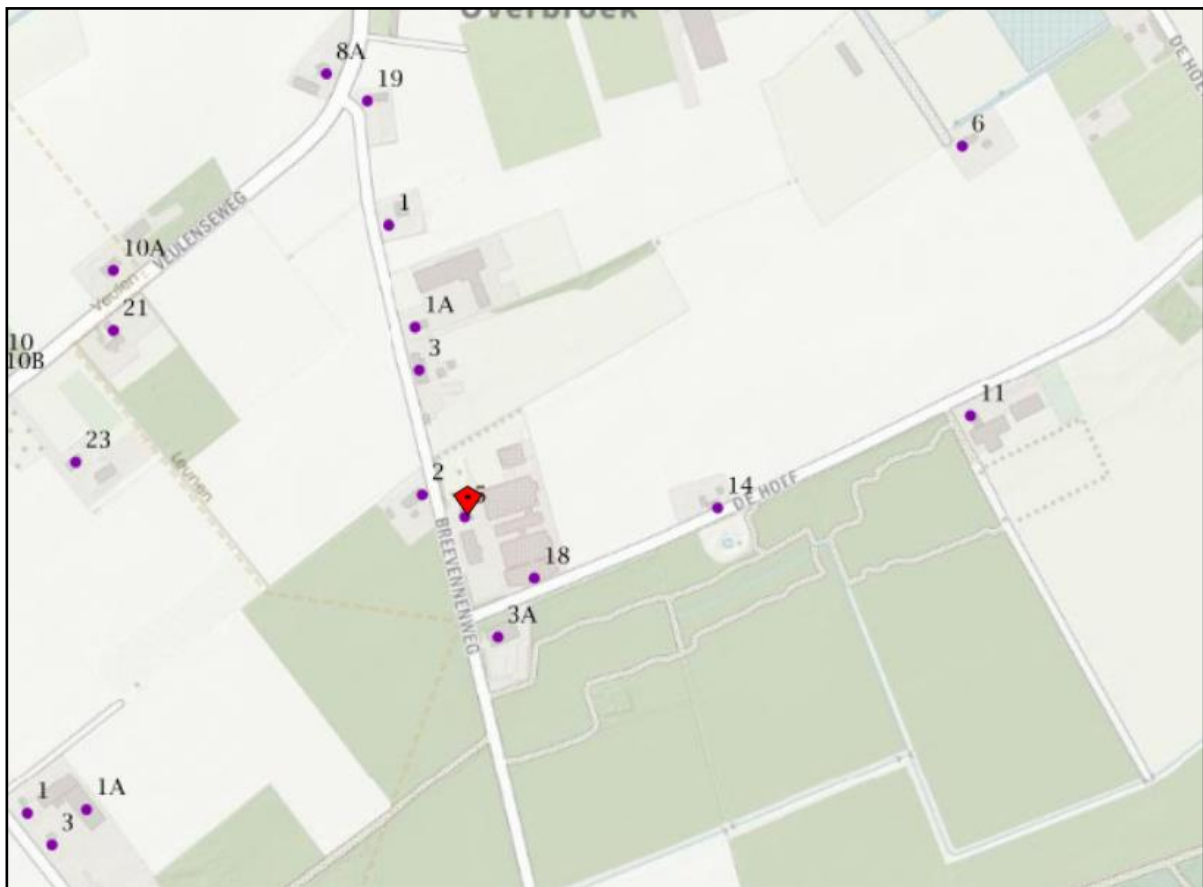 Overbroek
8A
19
DE HOEF
6
1
10A
VEULENSEWEG
Veulen
21
1A
10
10B
3
11
23
Leunen
2
5
14
DE HOEF
BREEVENNENWEG
18
3A
1
1A
3